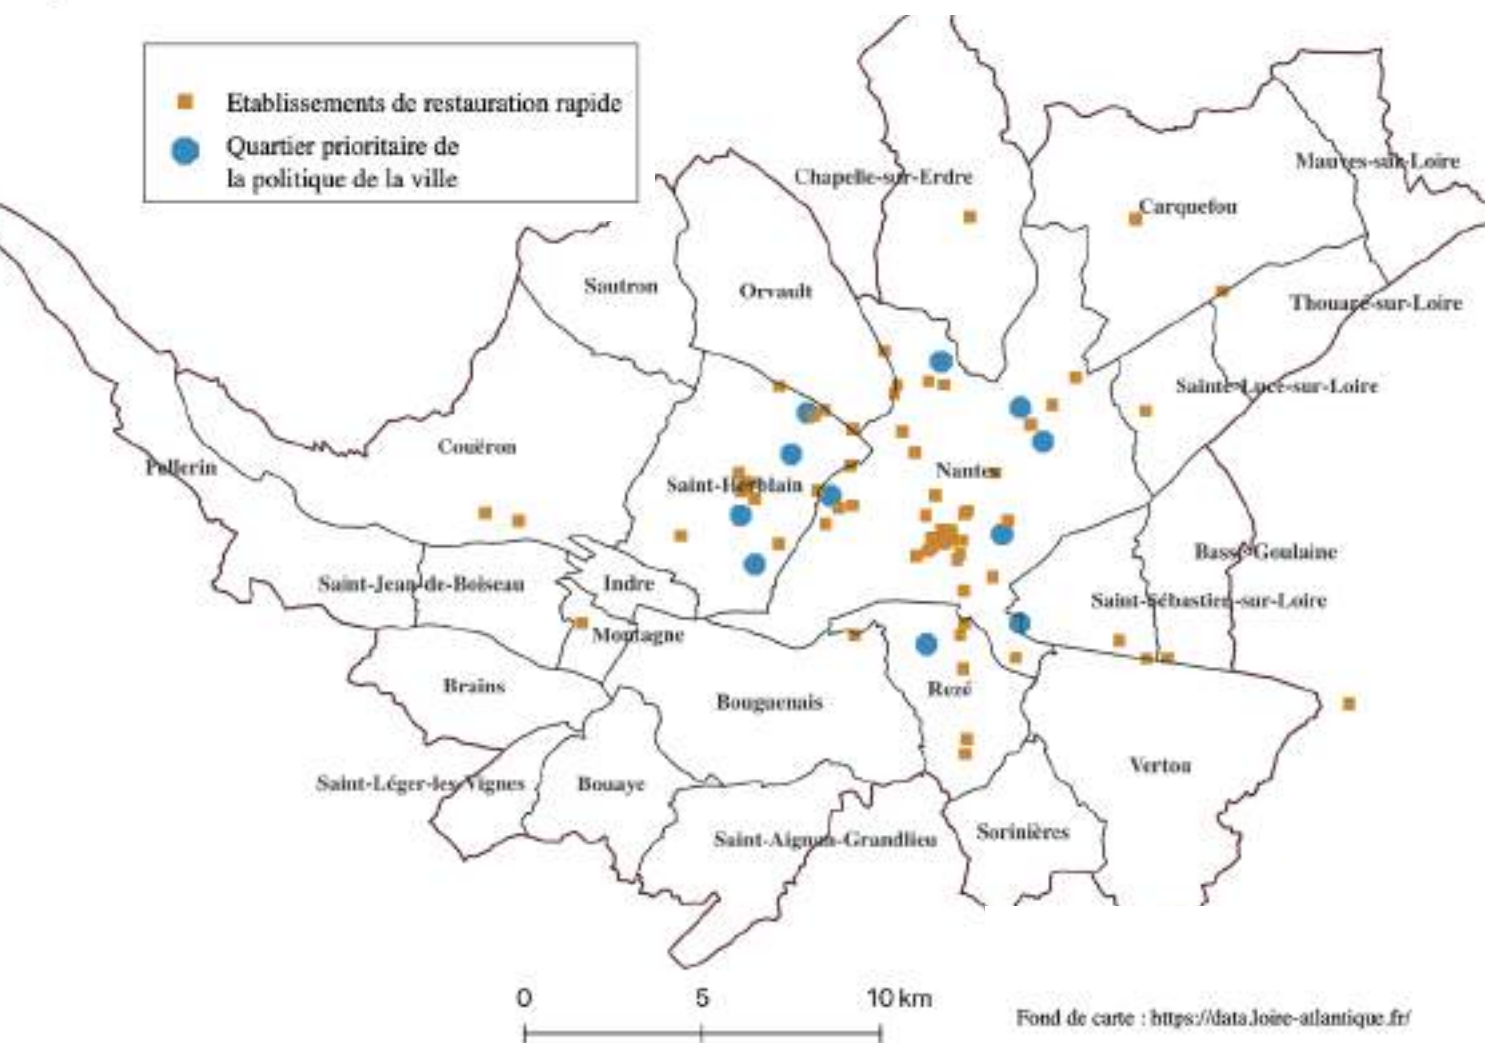 Etablissements de restauration rapide
Quartier prioritaire de
la politique de la ville
Mauves-sur-Loire
Chapelle-sur-Erdre
Carquefou
Sautron
Orvault
Thouaré-sur-Loire
Sainte-Luce-sur-Loire
Couëron
Pellerin
Nantes
Saint-Herblain
Basse-Goulaine
Saint-Jean-de-Boiseau
Indre
Saint-Sébastien-sur-Loire
Montagne
Brains
Rezé
Bouguenais
Vertou
Saint-Léger-les-Vignes
Bouaye
Sorinières
Saint-Aignan-Grandlieu
0 5 10 km
Fond de carte : https://data.loire-atlantique.fr/